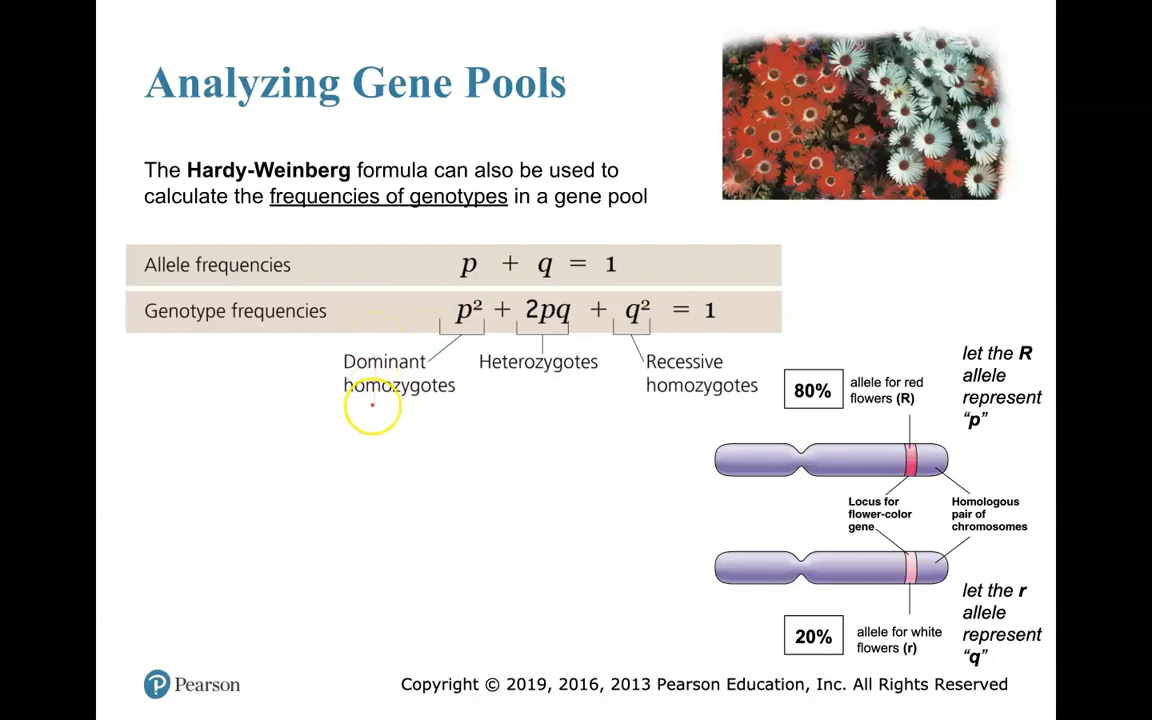 Analyzing Gene Pools
The Hardy-Weinberg formula can also be used to
calculate the frequencies of genotypes in a gene pool
Allele frequencies p + q = 1
Genotype frequencies p² + 2pq + q² = 1
Dominant
homozygotes
Heterozygotes
Recessive
homozygotes
80%
allele for red
flowers (R)
let the R
allele
represent
“p”
Locus for
flower-color
gene
Homologous
pair of
chromosomes
20%
allele for white
flowers (r)
let the r
allele
represent
“q”
P Pearson
Copyright © 2019, 2016, 2013 Pearson Education, Inc. All Rights Reserved